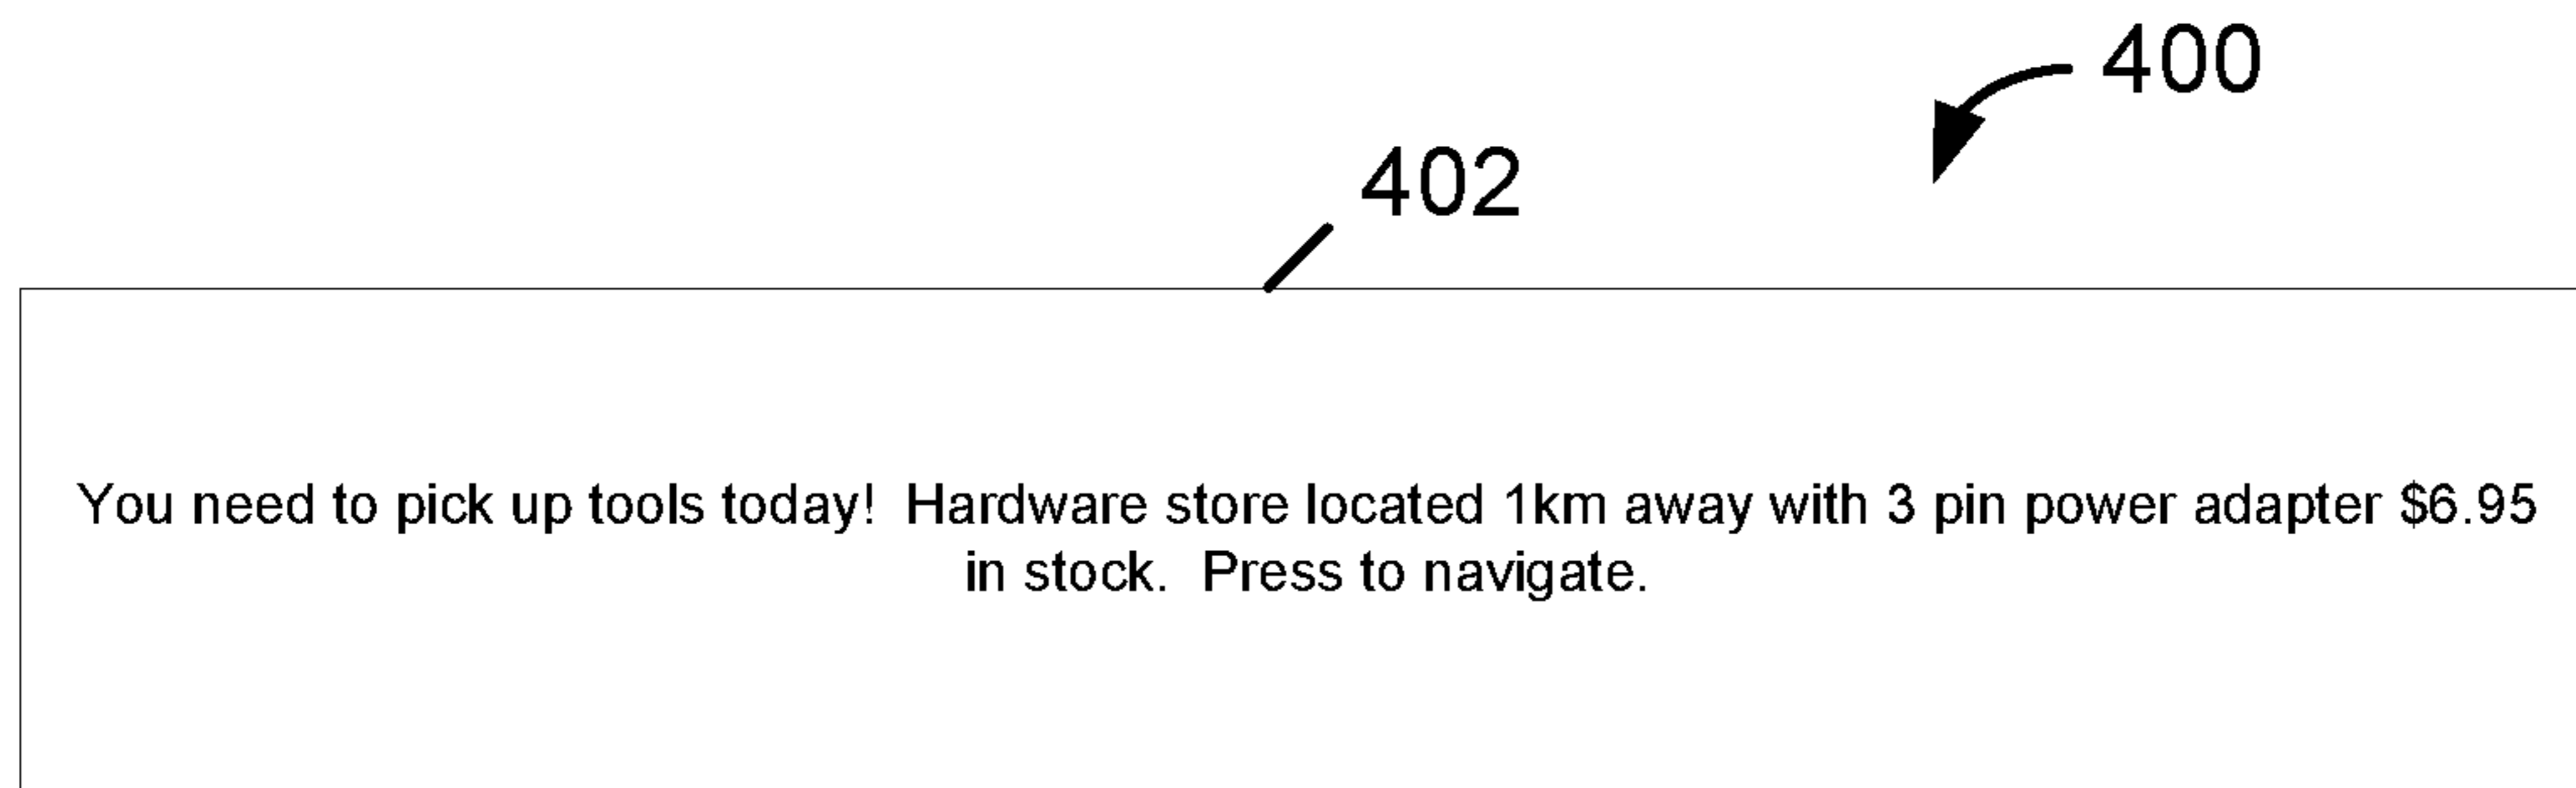 400
402
You need to pick up tools today!  Hardware store located 1km away with 3 pin power adapter $6.95
in stock.  Press to navigate.